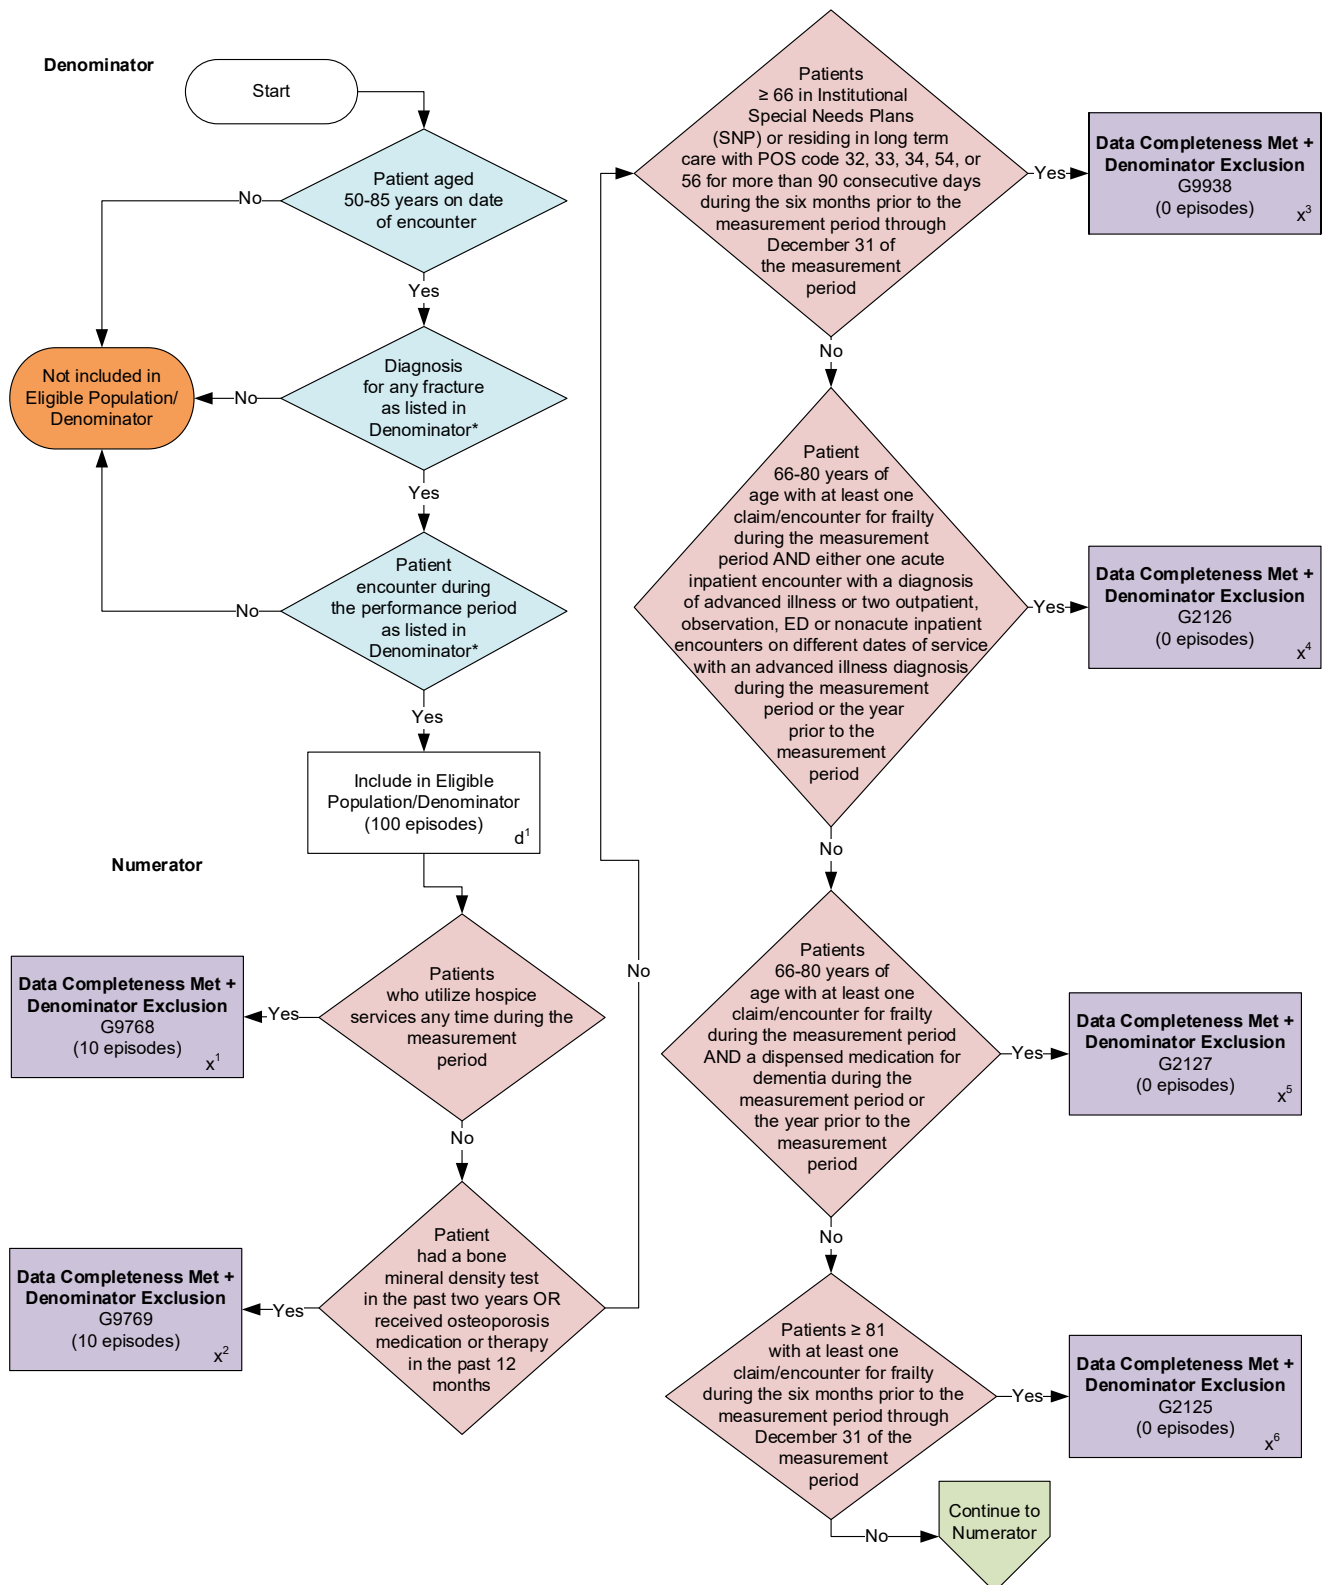 Denominator
Start
Patient aged
50-85 years on date
of encounter
No
Yes
Diagnosis
for any fracture
as listed in
Denominator*
No
Not included in
Eligible Population/
Denominator
Yes
Patient
encounter during
the performance period
as listed in
Denominator*
No
Yes
Include in Eligible
Population/Denominator
(100 episodes)
d1
Numerator
Patients
who utilize hospice
services any time during the
measurement
period
Yes
Data Completeness Met +
Denominator Exclusion
G9768
(10 episodes)
x1
No
Patient
had a bone
mineral density test
in the past two years OR
received osteoporosis
medication or therapy
in the past 12
months
Yes
Data Completeness Met +
Denominator Exclusion
G9769
(10 episodes)
x2
No
Patients
≥ 66 in Institutional
Special Needs Plans
(SNP) or residing in long term
care with POS code 32, 33, 34, 54, or
56 for more than 90 consecutive days
during the six months prior to the
measurement period through
December 31 of
the measurement
period
Yes
Data Completeness Met +
Denominator Exclusion
G9938
(0 episodes)
x3
No
Patient
66-80 years of
age with at least one
claim/encounter for frailty
during the measurement
period AND either one acute
inpatient encounter with a diagnosis
of advanced illness or two outpatient,
observation, ED or nonacute inpatient
encounters on different dates of service
with an advanced illness diagnosis
during the measurement
period or the year
prior to the
measurement
period
Yes
Data Completeness Met +
Denominator Exclusion
G2126
(0 episodes)
x4
No
Patients
66-80 years of
age with at least one
claim/encounter for frailty
during the measurement period
AND a dispensed medication for
dementia during the
measurement period or
the year prior to the
measurement
period
Yes
Data Completeness Met +
Denominator Exclusion
G2127
(0 episodes)
x5
No
Patients ≥ 81
with at least one
claim/encounter for frailty
during the six months prior to the
measurement period through
December 31 of the
measurement
period
Yes
Data Completeness Met +
Denominator Exclusion
G2125
(0 episodes)
x6
No
Continue to
Numerator